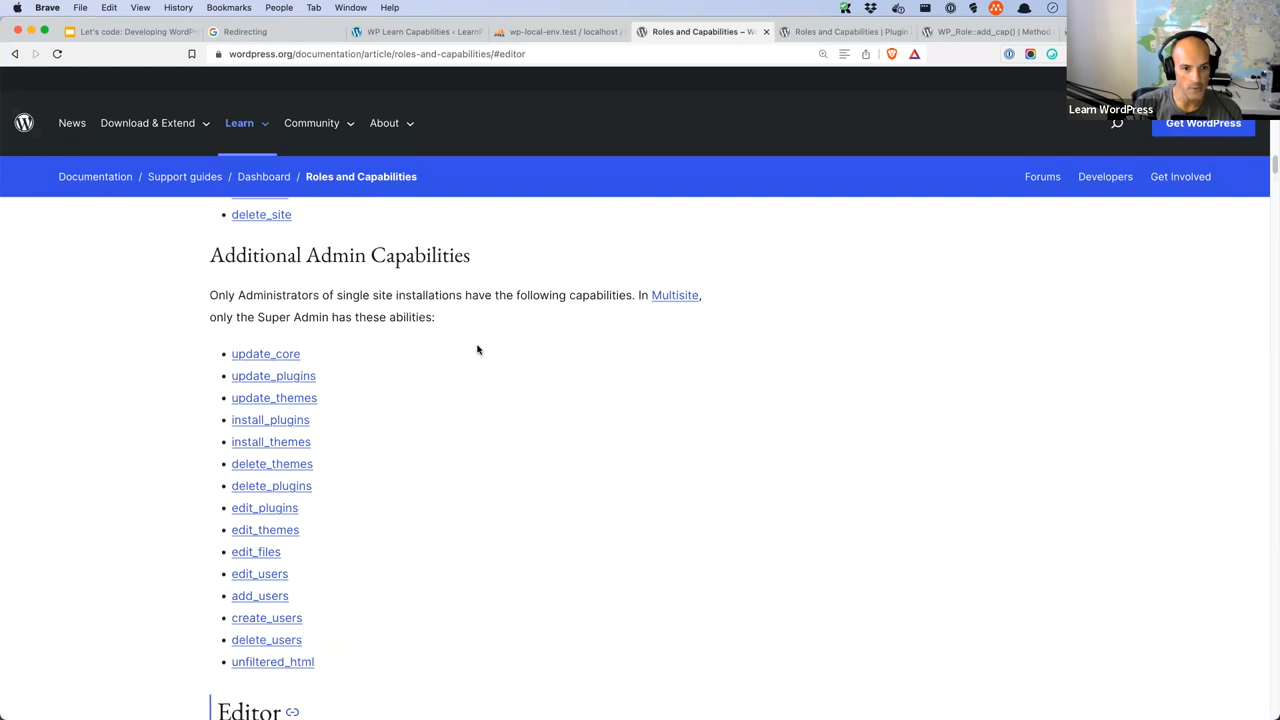 Brave File Edit View History Bookmarks People Tab Window Help
Let's code: Developing WordPr
Redirecting
WP Learn Capabilities ‹ Learn
wp-local-env.test / localhost /
Roles and Capabilities – W
Roles and Capabilities | Plugin
WP_Role::add_cap() | Method
wordpress.org/documentation/article/roles-and-capabilities/#editor
Learn WordPress
News Download & Extend Learn Community About
Get WordPress
Documentation / Support guides / Dashboard / Roles and Capabilities
Forums Developers Get Involved
delete_site
Additional Admin Capabilities
Only Administrators of single site installations have the following capabilities. In Multisite,
only the Super Admin has these abilities:
update_core
update_plugins
update_themes
install_plugins
install_themes
delete_themes
delete_plugins
edit_plugins
edit_themes
edit_files
edit_users
add_users
create_users
delete_users
unfiltered_html
Editor